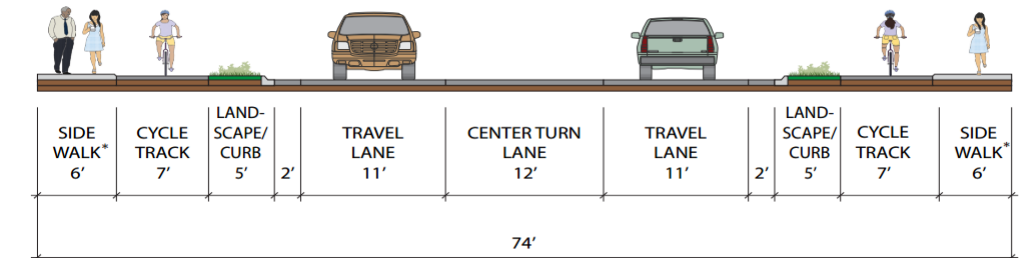 SIDE
WALK*
6’
CYCLE
TRACK
7’
LAND-
SCAPE/
CURB
5’
2’
TRAVEL
LANE
11’
CENTER TURN
LANE
12’
TRAVEL
LANE
11’
2’
LAND-
SCAPE/
CURB
5’
CYCLE
TRACK
7’
SIDE
WALK*
6’
74’